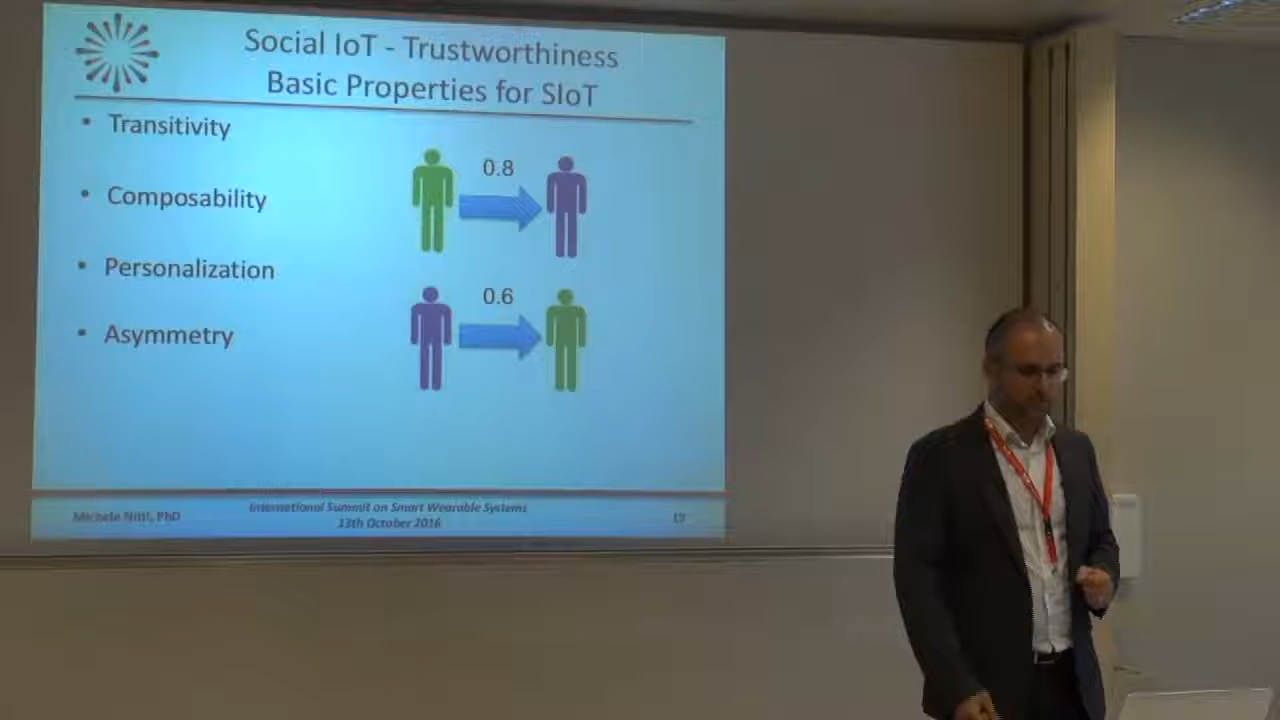 Social IoT - Trustworthiness
Basic Properties for SIoT
• Transitivity
• Composability
• Personalization
• Asymmetry
0.8
0.6
Michele Nitti, PhD
International Summit on Smart Wearable Systems
13th October 2016